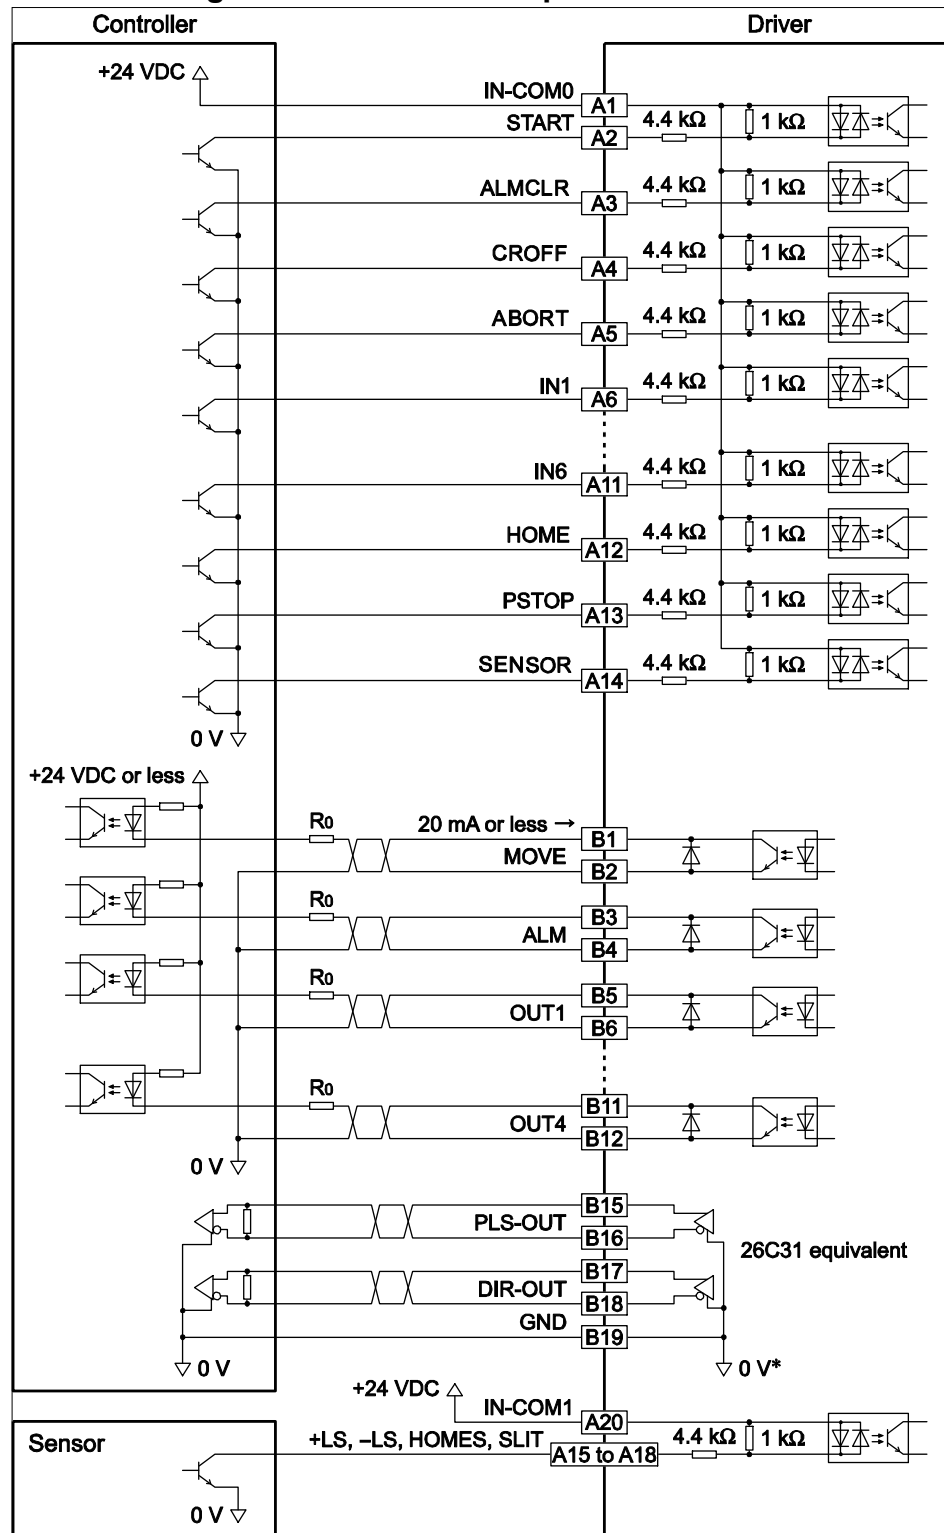 Controller Driver
+24 VDC
IN-COM0 A1
START A2 4.4 kΩ 1 kΩ
ALMCLR A3 4.4 kΩ 1 kΩ
CROFF A4 4.4 kΩ 1 kΩ
ABORT A5 4.4 kΩ 1 kΩ
IN1 A6 4.4 kΩ 1 kΩ
IN6 A11 4.4 kΩ 1 kΩ
HOME A12 4.4 kΩ 1 kΩ
PSTOP A13 4.4 kΩ 1 kΩ
SENSOR A14 4.4 kΩ 1 kΩ
0 V
+24 VDC or less
R0 20 mA or less → B1
MOVE B2
R0 B3
ALM B4
R0 B5
OUT1 B6
R0 B11
OUT4 B12
0 V
B15
PLS-OUT B16
26C31 equivalent
B17
DIR-OUT B18
GND B19
0 V 0 V*
+24 VDC
IN-COM1 A20
Sensor
+LS, –LS, HOMES, SLIT A15 to A18 4.4 kΩ 1 kΩ
0 V